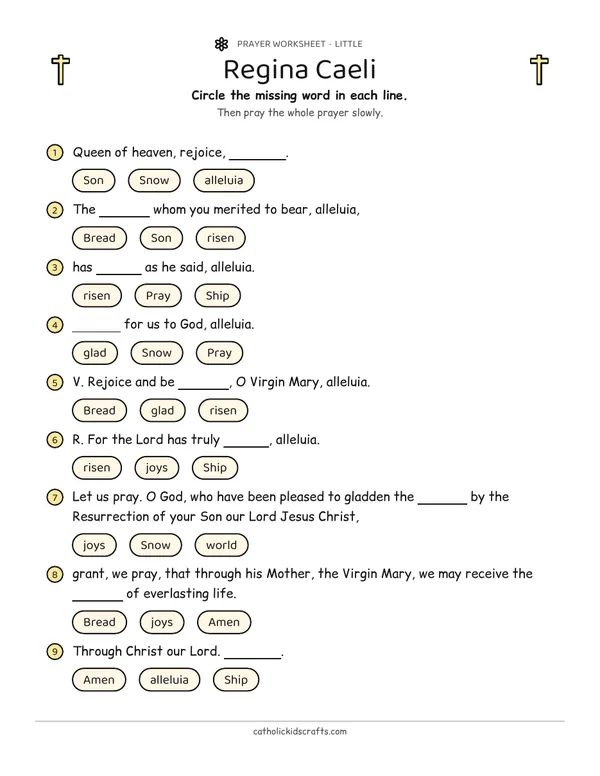 PRAYER WORKSHEET · LITTLE
Regina Caeli
Circle the missing word in each line.
Then pray the whole prayer slowly.
1 Queen of heaven, rejoice, _______.
Son Snow alleluia
2 The _______ whom you merited to bear, alleluia,
Bread Son risen
3 has _______ as he said, alleluia.
risen Pray Ship
4 _______ for us to God, alleluia.
glad Snow Pray
5 V. Rejoice and be _______, O Virgin Mary, alleluia.
Bread glad risen
6 R. For the Lord has truly _______, alleluia.
risen joys Ship
7 Let us pray. O God, who have been pleased to gladden the _______ by the
Resurrection of your Son our Lord Jesus Christ,
joys Snow world
8 grant, we pray, that through his Mother, the Virgin Mary, we may receive the
_______ of everlasting life.
Bread joys Amen
9 Through Christ our Lord. _______.
Amen alleluia Ship
catholickidscrafts.com